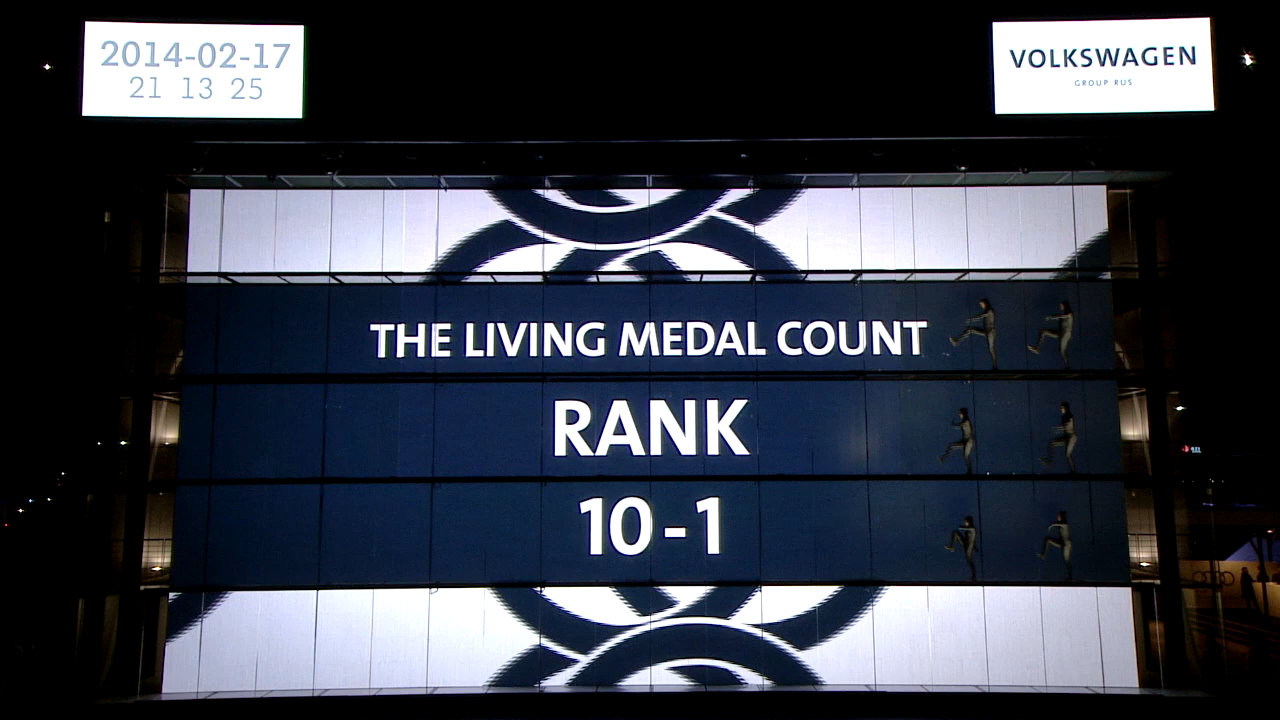 2014-02-17
21 13 25
VOLKSWAGEN
GROUP RUS
THE LIVING MEDAL COUNT
RANK
10-1